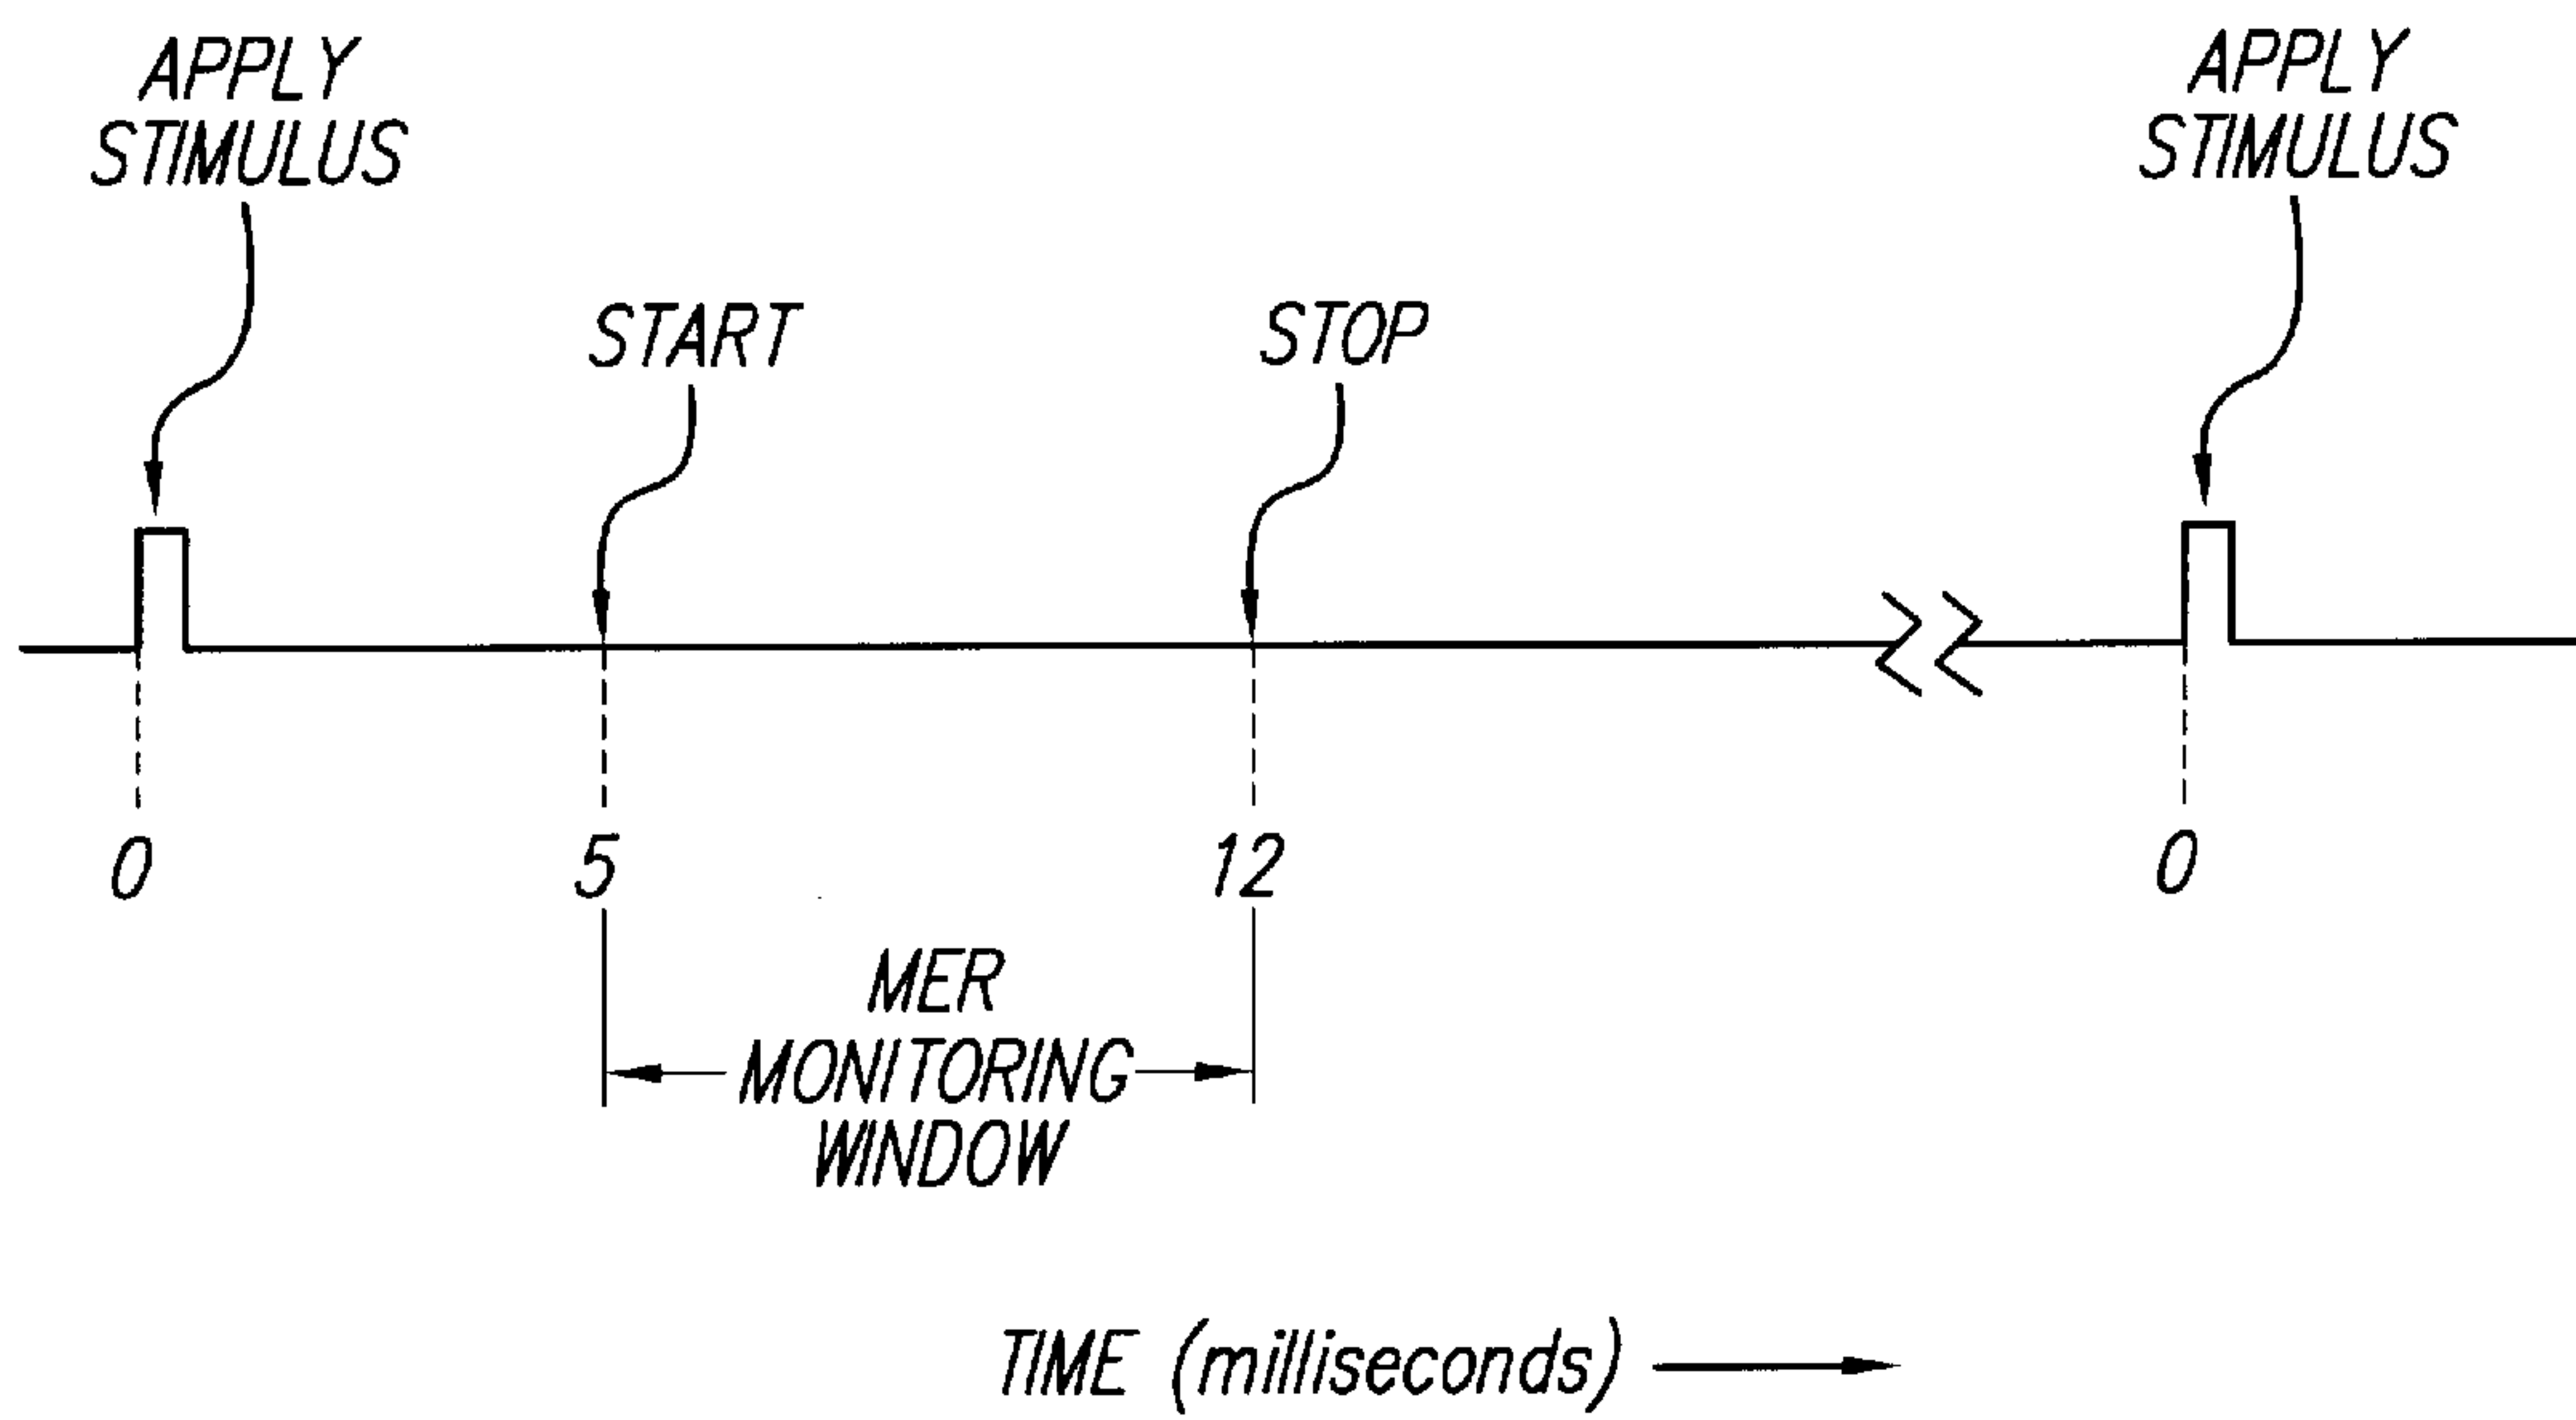 APPLY
STIMULUS
APPLY
STIMULUS
START
STOP
0
5
12
0
MER
MONITORING
WINDOW
TIME (milliseconds)